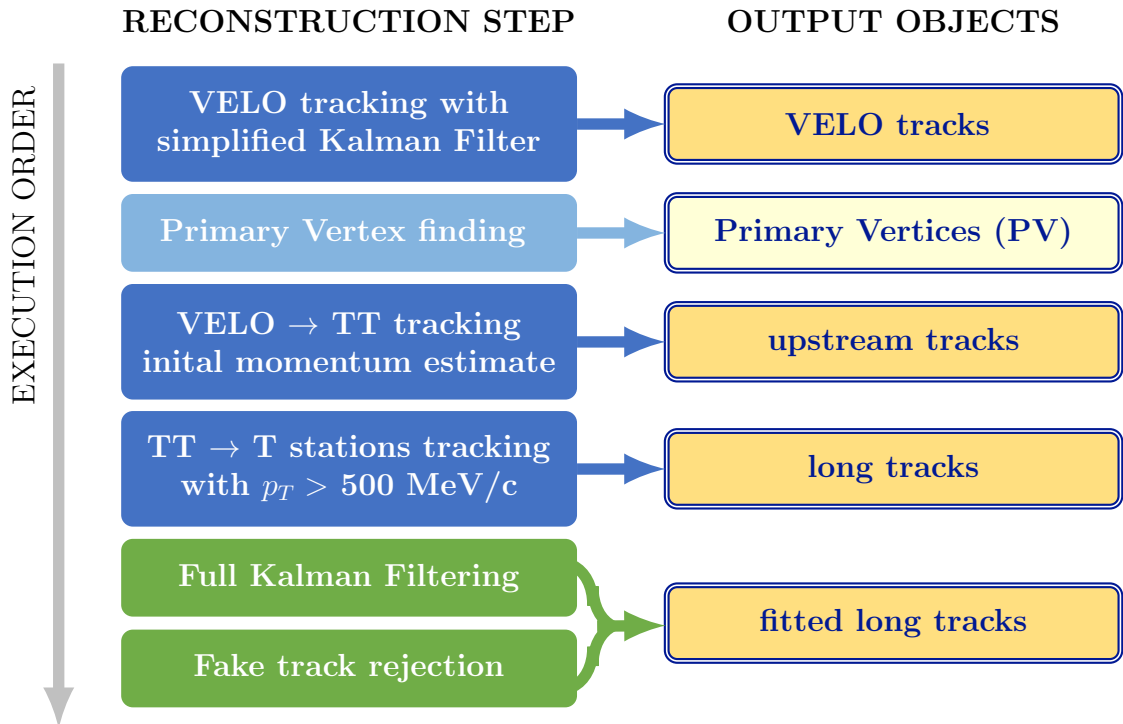 RECONSTRUCTION STEP
OUTPUT OBJECTS
EXECUTION ORDER
VELO tracking with
simplified Kalman Filter
VELO tracks
Primary Vertex finding
Primary Vertices (PV)
VELO → TT tracking
inital momentum estimate
upstream tracks
TT → T stations tracking
with p_T > 500 MeV/c
long tracks
Full Kalman Filtering
Fake track rejection
fitted long tracks